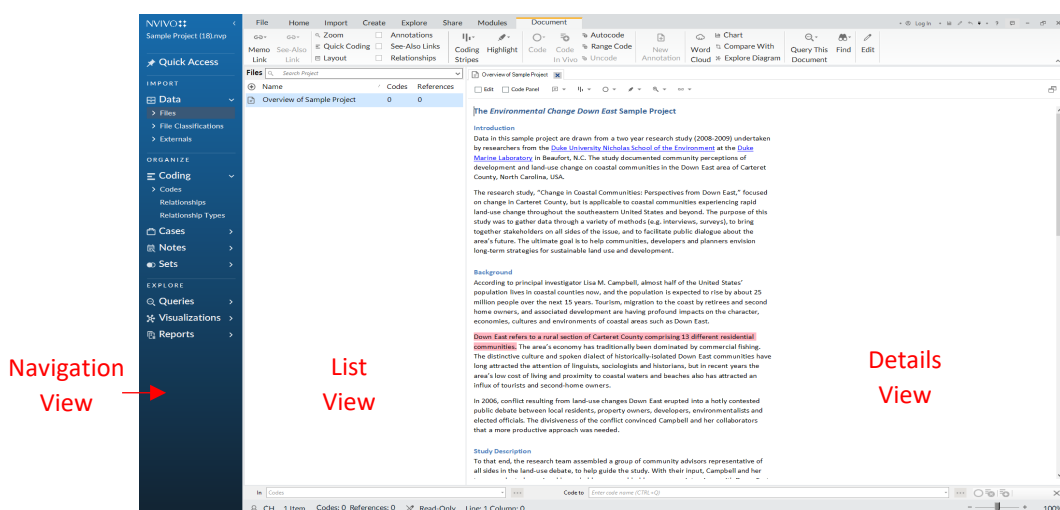 NVIVO
File Home Import Create Explore Share Modules Document
Log In
Sample Project (18).nvp
Quick Access
IMPORT
Data
Files
File Classifications
Externals
ORGANIZE
Coding
Codes
Relationships
Relationship Types
Cases
Notes
Sets
EXPLORE
Queries
Visualizations
Reports
Memo Link
See-Also Link
Zoom
Quick Coding
Layout
Annotations
See-Also Links
Relationships
Coding Stripes
Highlight
Code
Code In Vivo
Autocode
Range Code
Uncode
New Annotation
Word Cloud
Chart
Compare With
Explore Diagram
Query This Document
Find
Edit
Files Search Project
Name Codes References
Overview of Sample Project 0 0
Overview of Sample Project
Edit Code Panel
The Environmental Change Down East Sample Project
Introduction
Data in this sample project are drawn from a two year research study (2008-2009) undertaken
by researchers from the Duke University Nicholas School of the Environment at the Duke
Marine Laboratory in Beaufort, N.C. The study documented community perceptions of
development and land-use change on coastal communities in the Down East area of Carteret
County, North Carolina, USA.
The research study, "Change in Coastal Communities: Perspectives from Down East," focused
on change in Carteret County, but is applicable to coastal communities experiencing rapid
land-use change throughout the southeastern United States and beyond. The purpose of this
study was to gather data through a variety of methods (e.g. interviews, surveys), to bring
together stakeholders on all sides of the issue, and to facilitate public dialogue about the
area's future. The ultimate goal is to help communities, developers and planners envision
long-term strategies for sustainable land use and development.
Background
According to principal investigator Lisa M. Campbell, almost half of the United States'
population lives in coastal counties now, and the population is expected to rise by about 25
million people over the next 15 years. Tourism, migration to the coast by retirees and second
home owners, and associated development are having profound impacts on the character,
economies, cultures and environments of coastal areas such as Down East.
Down East refers to a rural section of Carteret County comprising 13 different residential
communities. The area's economy has traditionally been dominated by commercial fishing.
The distinctive culture and spoken dialect of historically-isolated Down East communities have
long attracted the attention of linguists, sociologists and historians, but in recent years the
area's low cost of living and proximity to coastal waters and beaches also has attracted an
influx of tourists and second-home owners.
In 2006, conflict resulting from land-use changes Down East erupted into a hotly contested
public debate between local residents, property owners, developers, environmentalists and
elected officials. The divisiveness of the conflict convinced Campbell and her collaborators
that a more productive approach was needed.
Study Description
To that end, the research team assembled a group of community advisors representative of
all sides in the land-use debate, to help guide the study. With their input, Campbell and her
In Codes
Code to Enter code name (CTRL+Q)
CH 1 Item Codes: 0 References: 0 Read-Only Line: 1 Column: 0
100%
Navigation
View
List
View
Details
View